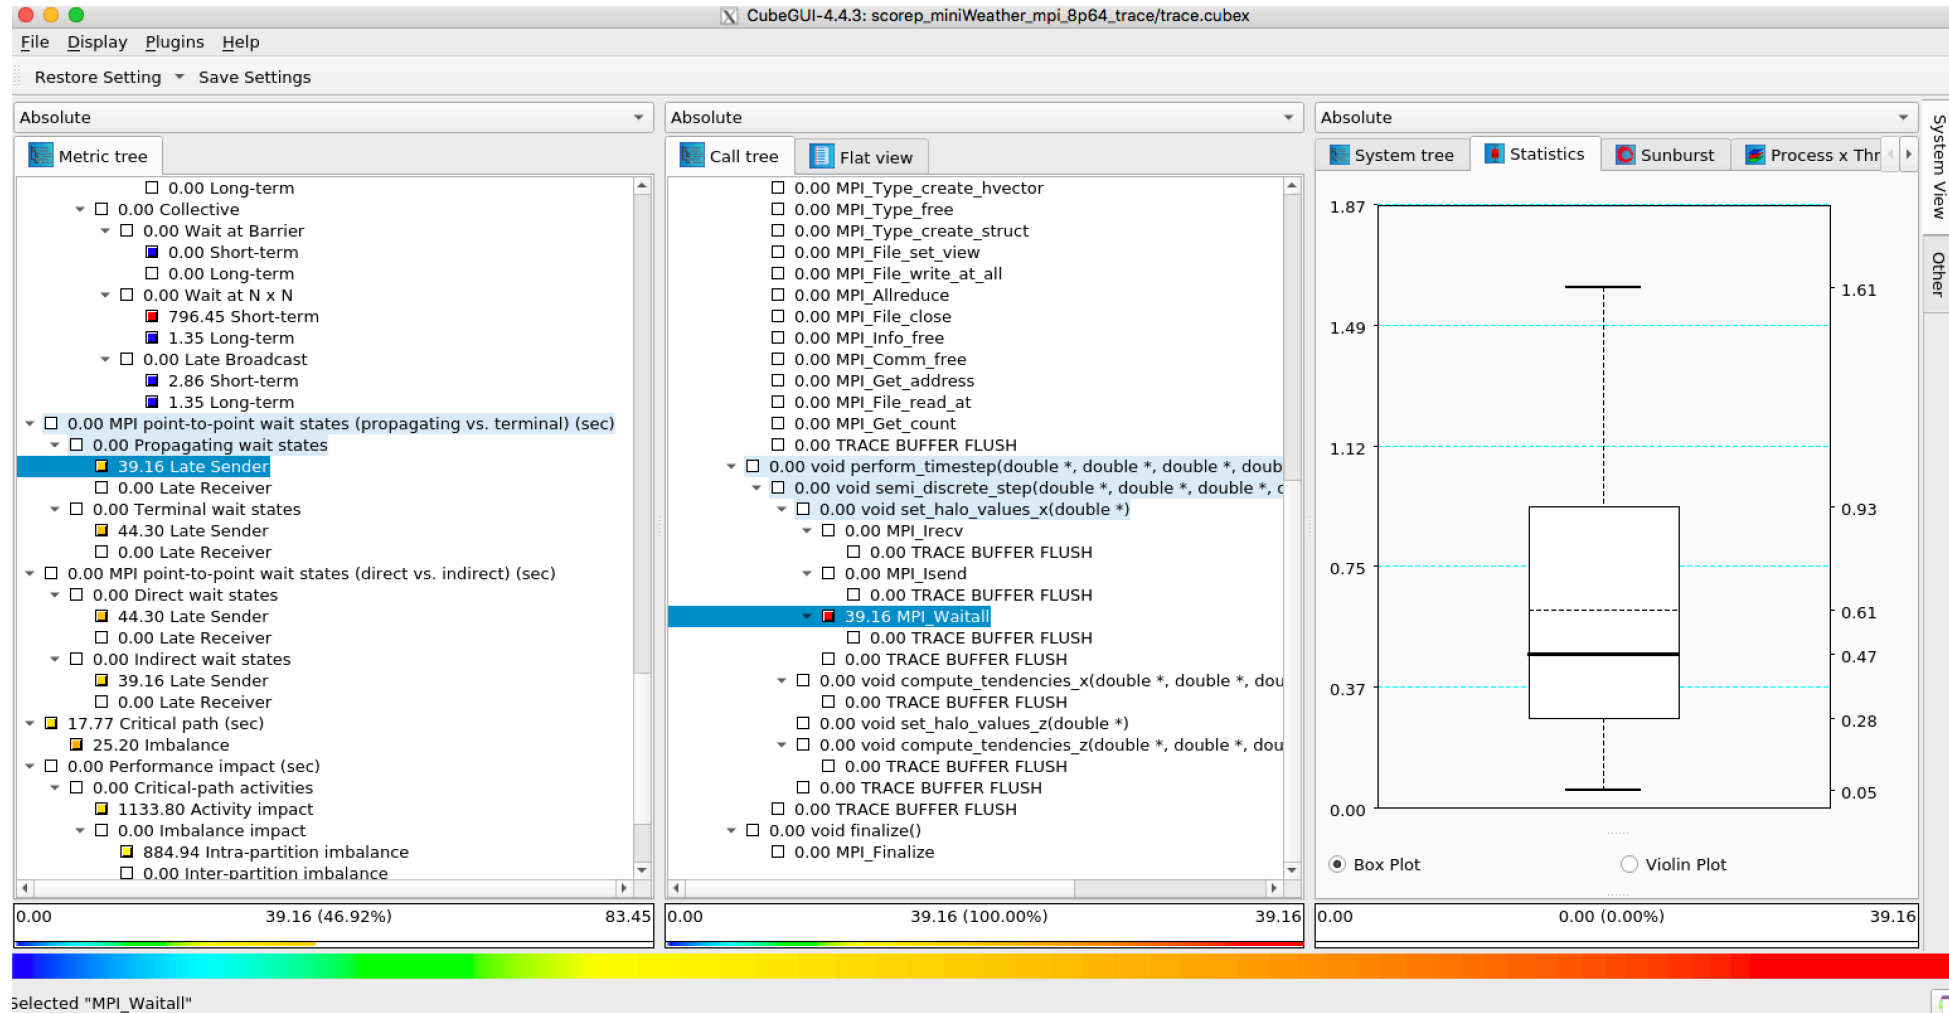 CubeGUI-4.4.3: scorep_miniWeather_mpi_8p64_trace/trace.cubex
File Display Plugins Help
Restore Setting Save Settings
Absolute
Metric tree
0.00 Long-term
0.00 Collective
0.00 Wait at Barrier
0.00 Short-term
0.00 Long-term
0.00 Wait at N x N
796.45 Short-term
1.35 Long-term
0.00 Late Broadcast
2.86 Short-term
1.35 Long-term
0.00 MPI point-to-point wait states (propagating vs. terminal) (sec)
0.00 Propagating wait states
39.16 Late Sender
0.00 Late Receiver
0.00 Terminal wait states
44.30 Late Sender
0.00 Late Receiver
0.00 MPI point-to-point wait states (direct vs. indirect) (sec)
0.00 Direct wait states
44.30 Late Sender
0.00 Late Receiver
0.00 Indirect wait states
39.16 Late Sender
0.00 Late Receiver
17.77 Critical path (sec)
25.20 Imbalance
0.00 Performance impact (sec)
0.00 Critical-path activities
1133.80 Activity impact
0.00 Imbalance impact
884.94 Intra-partition imbalance
0.00 Inter-partition imbalance
0.00 39.16 (46.92%) 83.45
Absolute
Call tree Flat view
0.00 MPI_Type_create_hvector
0.00 MPI_Type_free
0.00 MPI_Type_create_struct
0.00 MPI_File_set_view
0.00 MPI_File_write_at_all
0.00 MPI_Allreduce
0.00 MPI_File_close
0.00 MPI_Info_free
0.00 MPI_Comm_free
0.00 MPI_Get_address
0.00 MPI_File_read_at
0.00 MPI_Get_count
0.00 TRACE BUFFER FLUSH
0.00 void perform_timestep(double *, double *, double *, doub
0.00 void semi_discrete_step(double *, double *, double *, c
0.00 void set_halo_values_x(double *)
0.00 MPI_Irecv
0.00 TRACE BUFFER FLUSH
0.00 MPI_Isend
0.00 TRACE BUFFER FLUSH
39.16 MPI_Waitall
0.00 TRACE BUFFER FLUSH
0.00 TRACE BUFFER FLUSH
0.00 void compute_tendencies_x(double *, double *, dou
0.00 TRACE BUFFER FLUSH
0.00 void set_halo_values_z(double *)
0.00 void compute_tendencies_z(double *, double *, dou
0.00 TRACE BUFFER FLUSH
0.00 TRACE BUFFER FLUSH
0.00 TRACE BUFFER FLUSH
0.00 void finalize()
0.00 MPI_Finalize
0.00 39.16 (100.00%) 39.16
Absolute
System tree Statistics Sunburst Process x Thr
1.87
1.61
1.49
1.12
0.93
0.75
0.61
0.47
0.37
0.28
0.05
0.00
Box Plot Violin Plot
0.00 0.00 (0.00%) 39.16
System View
Other
Selected "MPI_Waitall"